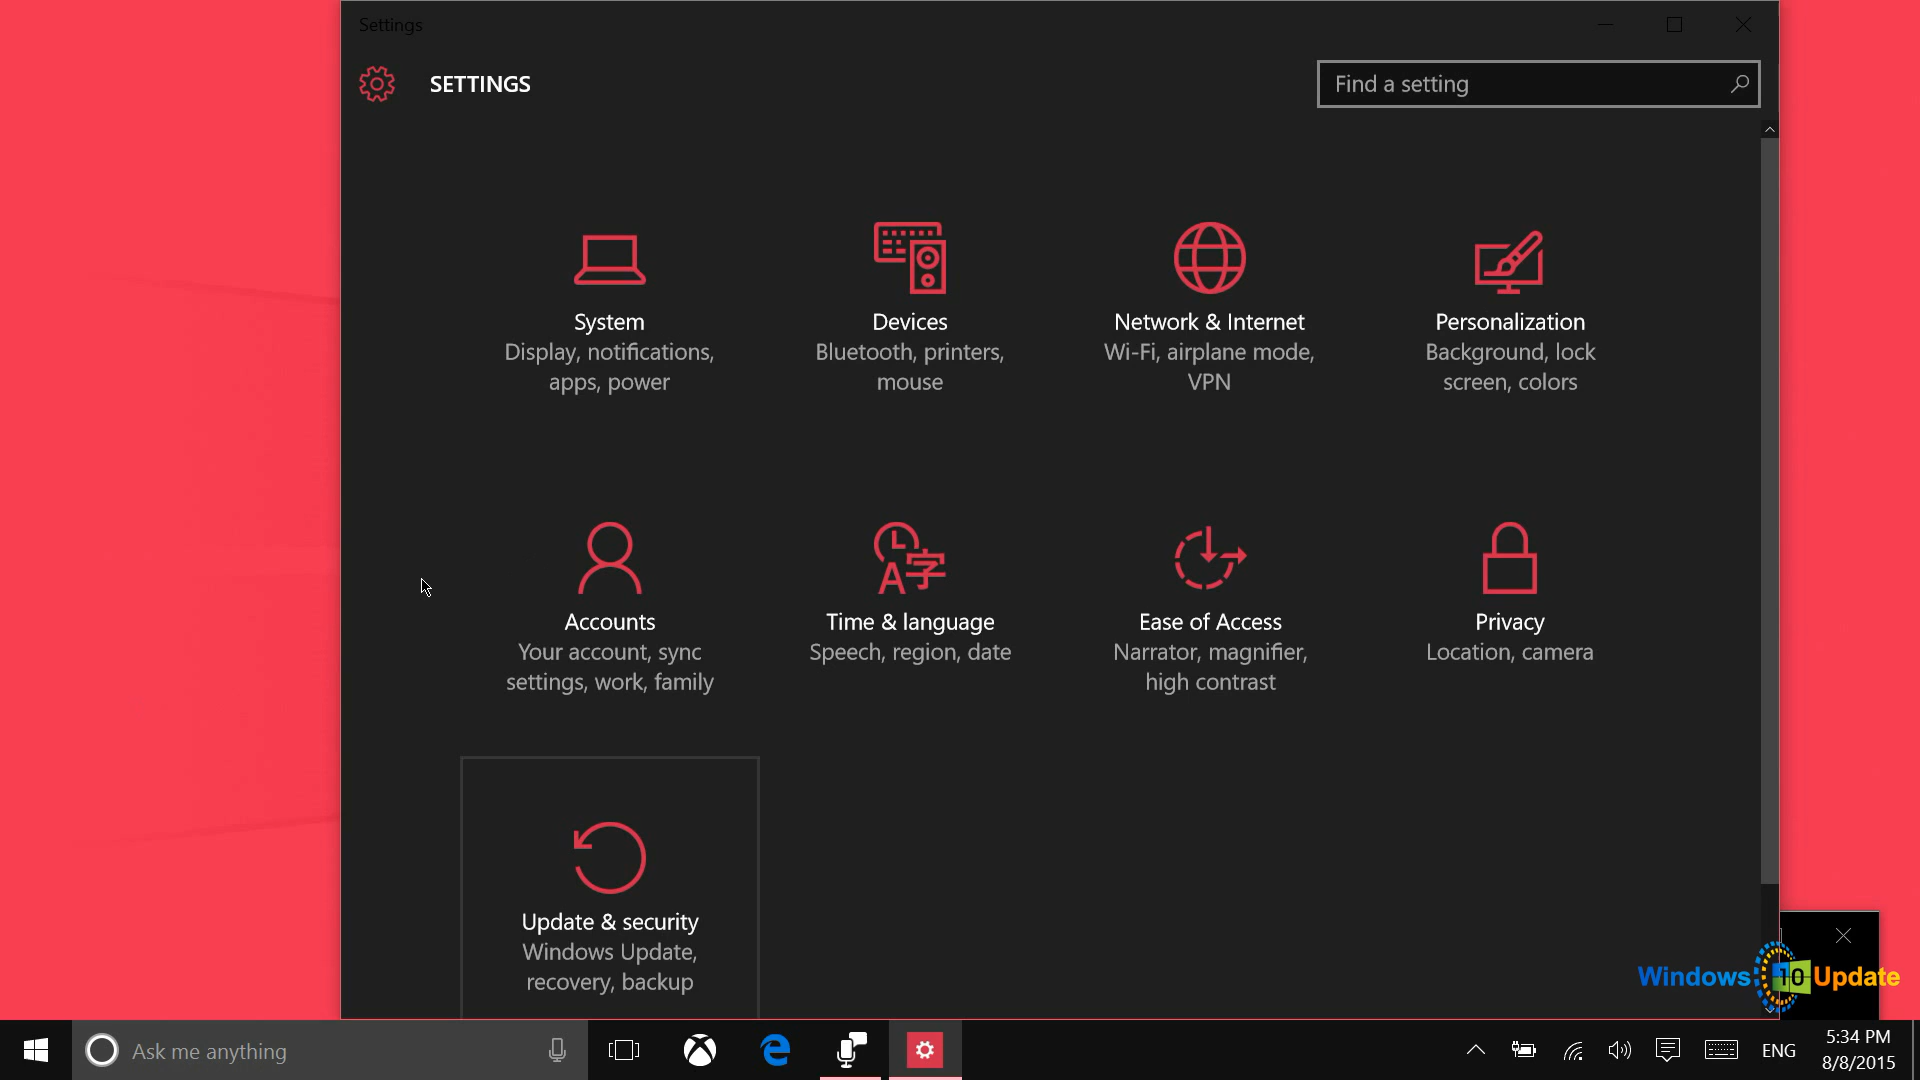 Settings
SETTINGS
Find a setting
System
Display, notifications,
apps, power
Devices
Bluetooth, printers,
mouse
Network & Internet
Wi-Fi, airplane mode,
VPN
Personalization
Background, lock
screen, colors
Accounts
Your account, sync
settings, work, family
Time & language
Speech, region, date
Ease of Access
Narrator, magnifier,
high contrast
Privacy
Location, camera
Update & security
Windows Update,
recovery, backup
Windows 10 Update
Ask me anything
ENG
5:34 PM
8/8/2015